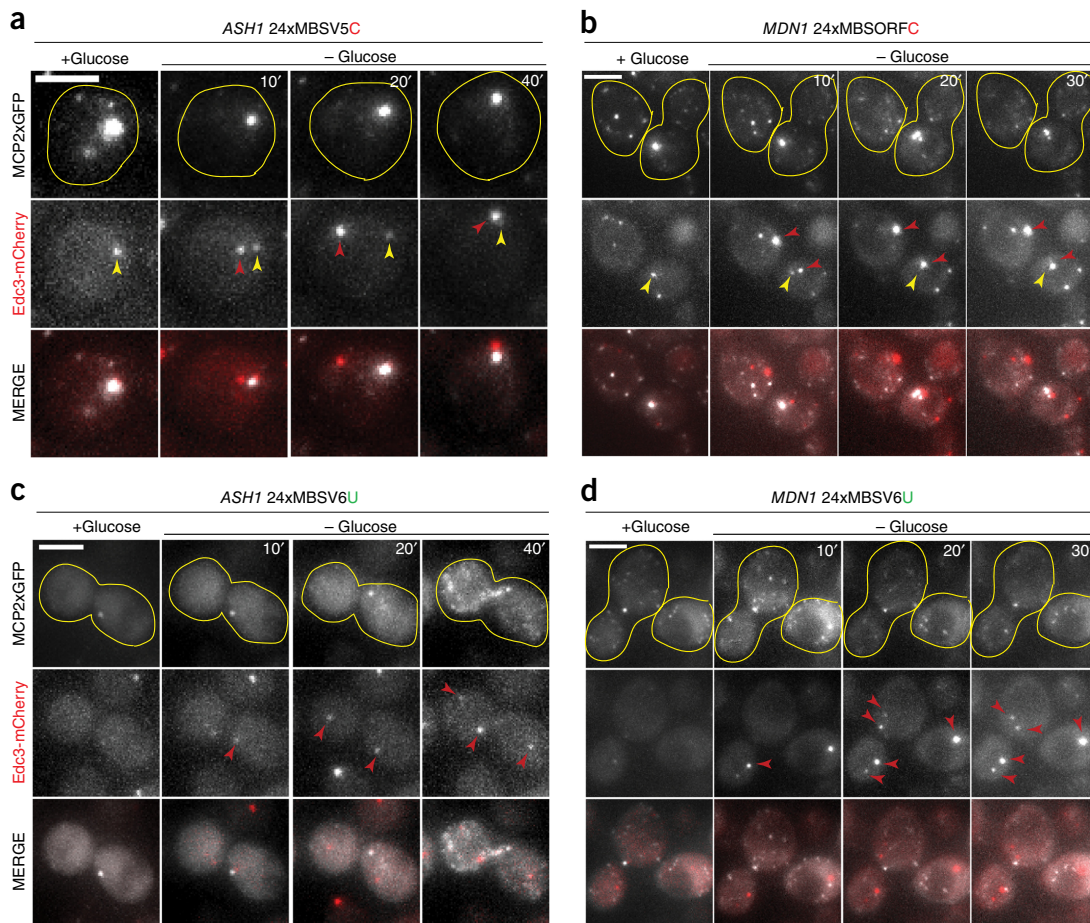 a
ASH1 24xMBSV5C
+Glucose
– Glucose
10′
20′
40′
MCP2xGFP
Edc3-mCherry
MERGE
b
MDN1 24xMBSORFC
+ Glucose
– Glucose
10′
20′
30′
c
ASH1 24xMBSV6U
+Glucose
– Glucose
10′
20′
40′
MCP2xGFP
Edc3-mCherry
MERGE
d
MDN1 24xMBSV6U
+Glucose
– Glucose
10′
20′
30′